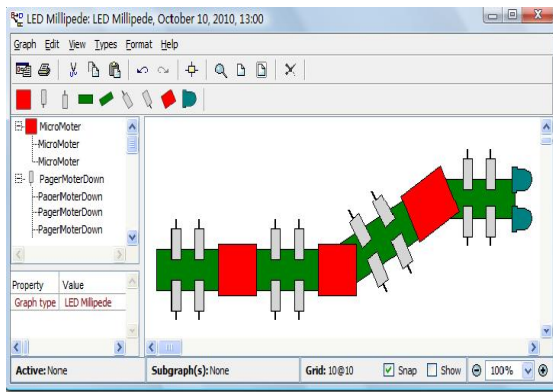 LED Millipede: LED Millipede, October 10, 2010, 13:00
Graph Edit View Types Format Help
MicroMoter
MicroMoter
MicroMoter
PagerMoterDown
PagerMoterDown
PagerMoterDown
PagerMoterDown
Property Value
Graph type LED Millipede
Active: None Subgraph(s): None Grid: 10@10 Snap Show 100%